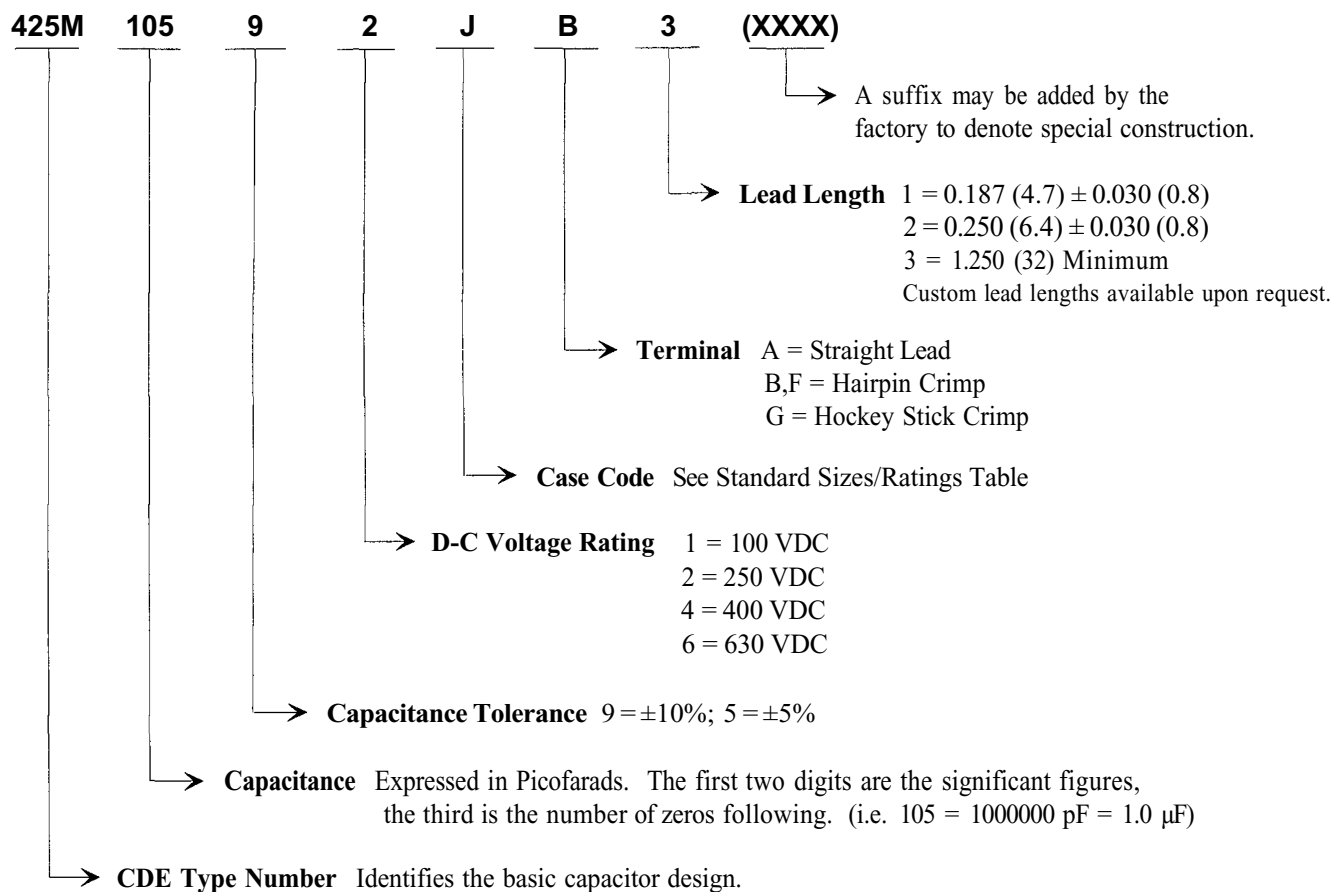 425M 105 9 2 J B 3 (XXXX)
A suffix may be added by the
factory to denote special construction.
Lead Length 1 = 0.187 (4.7) ± 0.030 (0.8)
2 = 0.250 (6.4) ± 0.030 (0.8)
3 = 1.250 (32) Minimum
Custom lead lengths available upon request.
Terminal A = Straight Lead
B,F = Hairpin Crimp
G = Hockey Stick Crimp
Case Code See Standard Sizes/Ratings Table
D-C Voltage Rating 1 = 100 VDC
2 = 250 VDC
4 = 400 VDC
6 = 630 VDC
Capacitance Tolerance 9 = ±10%; 5 = ±5%
Capacitance Expressed in Picofarads. The first two digits are the significant figures,
the third is the number of zeros following. (i.e. 105 = 1000000 pF = 1.0 µF)
CDE Type Number Identifies the basic capacitor design.